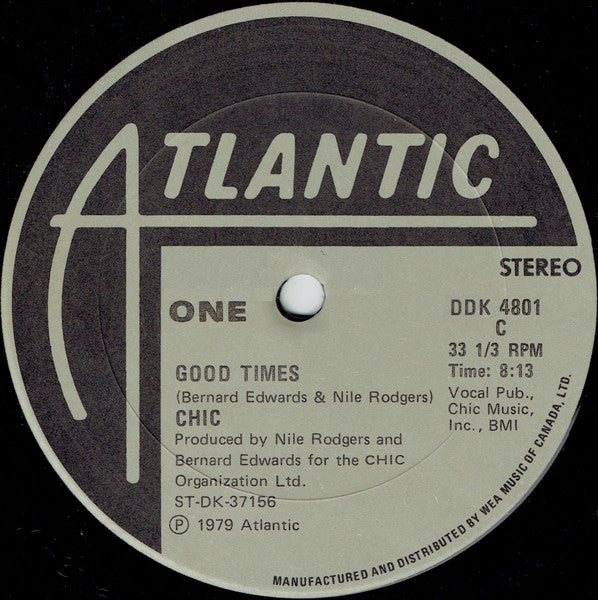 ATLANTIC
STEREO
ONE
DDK 4801
C
33 1/3 RPM
Time: 8:13
Vocal Pub.,
Chic Music,
Inc., BMI
GOOD TIMES
(Bernard Edwards & Nile Rodgers)
CHIC
Produced by Nile Rodgers and
Bernard Edwards for the CHIC
Organization Ltd.
ST-DK-37156
Ⓟ 1979 Atlantic
MANUFACTURED AND DISTRIBUTED BY WEA MUSIC OF CANADA, LTD.